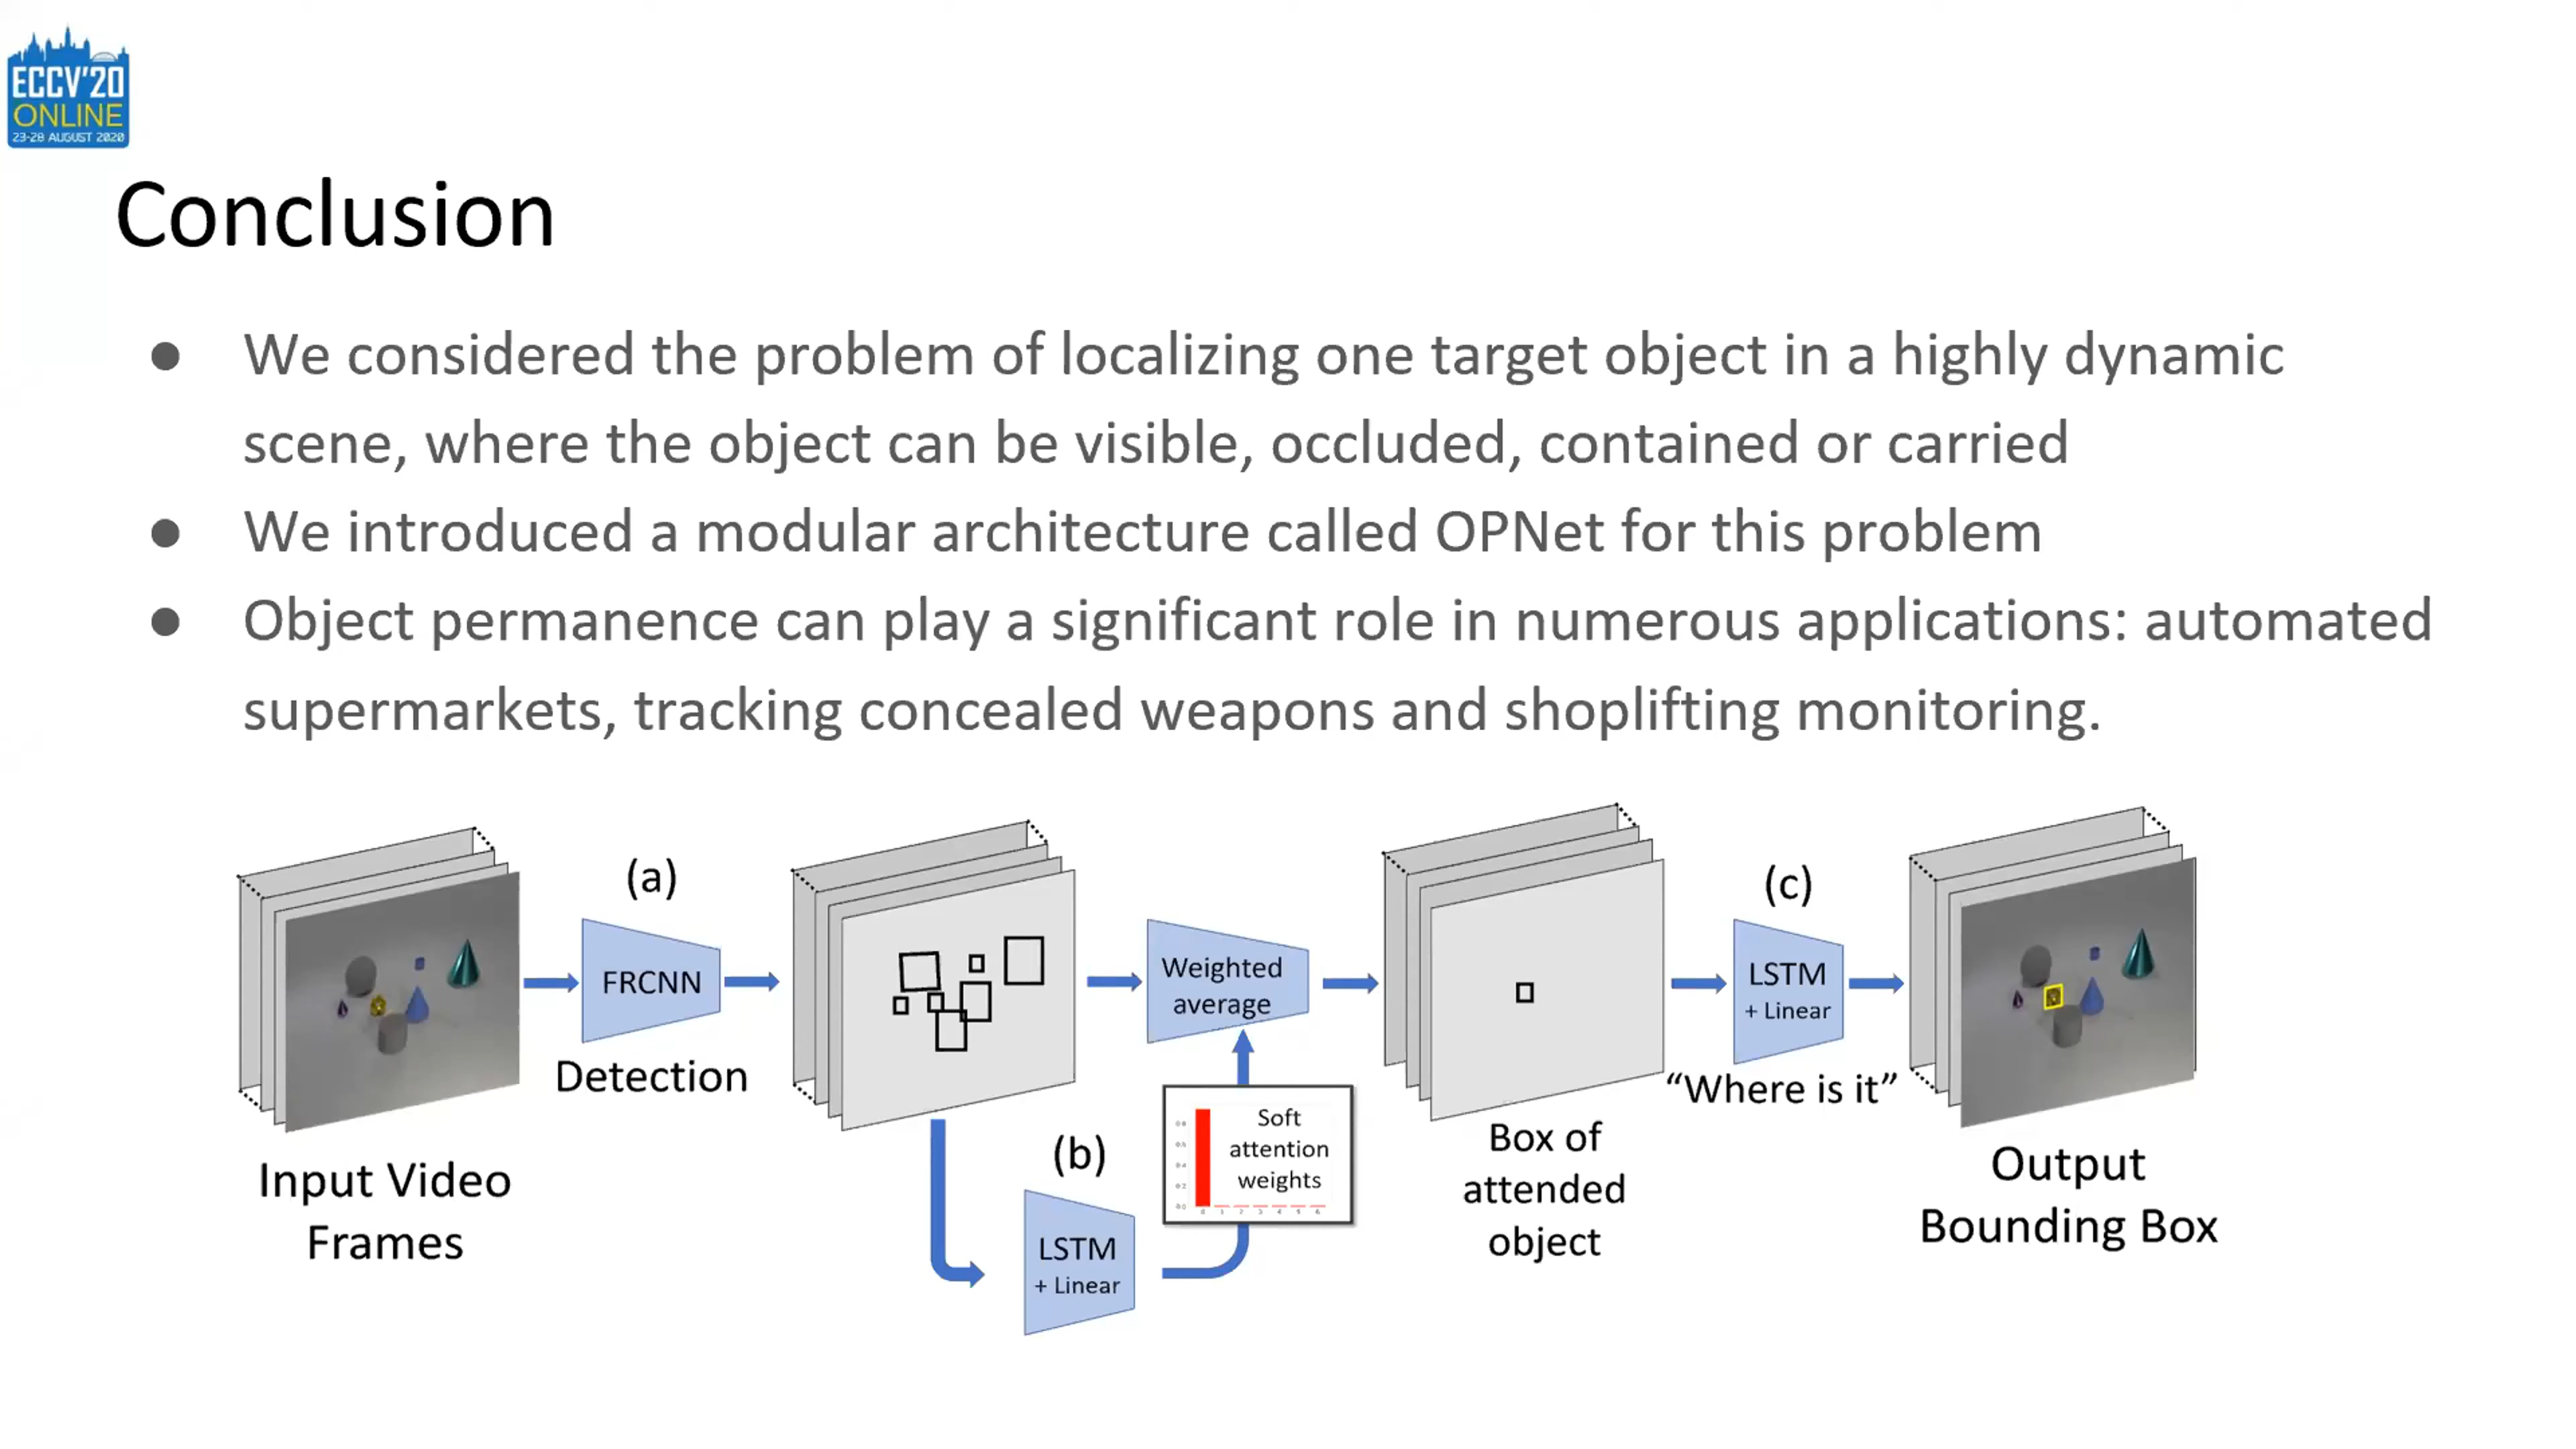 ECCV'20
ONLINE
23-28 AUGUST 2020
Conclusion
● We considered the problem of localizing one target object in a highly dynamic
scene, where the object can be visible, occluded, contained or carried
● We introduced a modular architecture called OPNet for this problem
● Object permanence can play a significant role in numerous applications: automated
supermarkets, tracking concealed weapons and shoplifting monitoring.
(a)
FRCNN
Detection
Input Video
Frames
(b)
LSTM
+ Linear
Weighted
average
Soft
attention
weights
Box of
attended
object
(c)
LSTM
+ Linear
“Where is it”
Output
Bounding Box